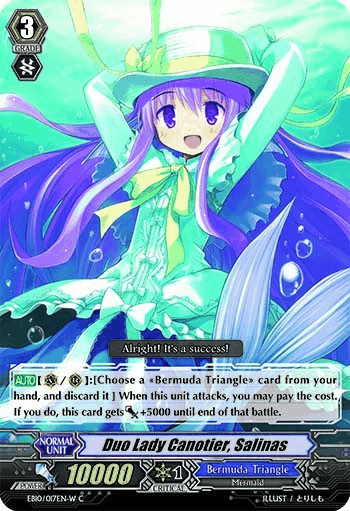 3
GRADE
Alright! It's a success!
AUTO [ / ]:[Choose a «Bermuda Triangle» card from your
hand, and discard it ] When this unit attacks, you may pay the cost.
If you do, this card gets +5000 until end of that battle.
NORMAL
UNIT
Duo Lady Canotier, Salinas
POWER
10000
1
CRITICAL
Bermuda Triangle
Mermaid
EB10/017EN-W C
ILLUST / とりしも